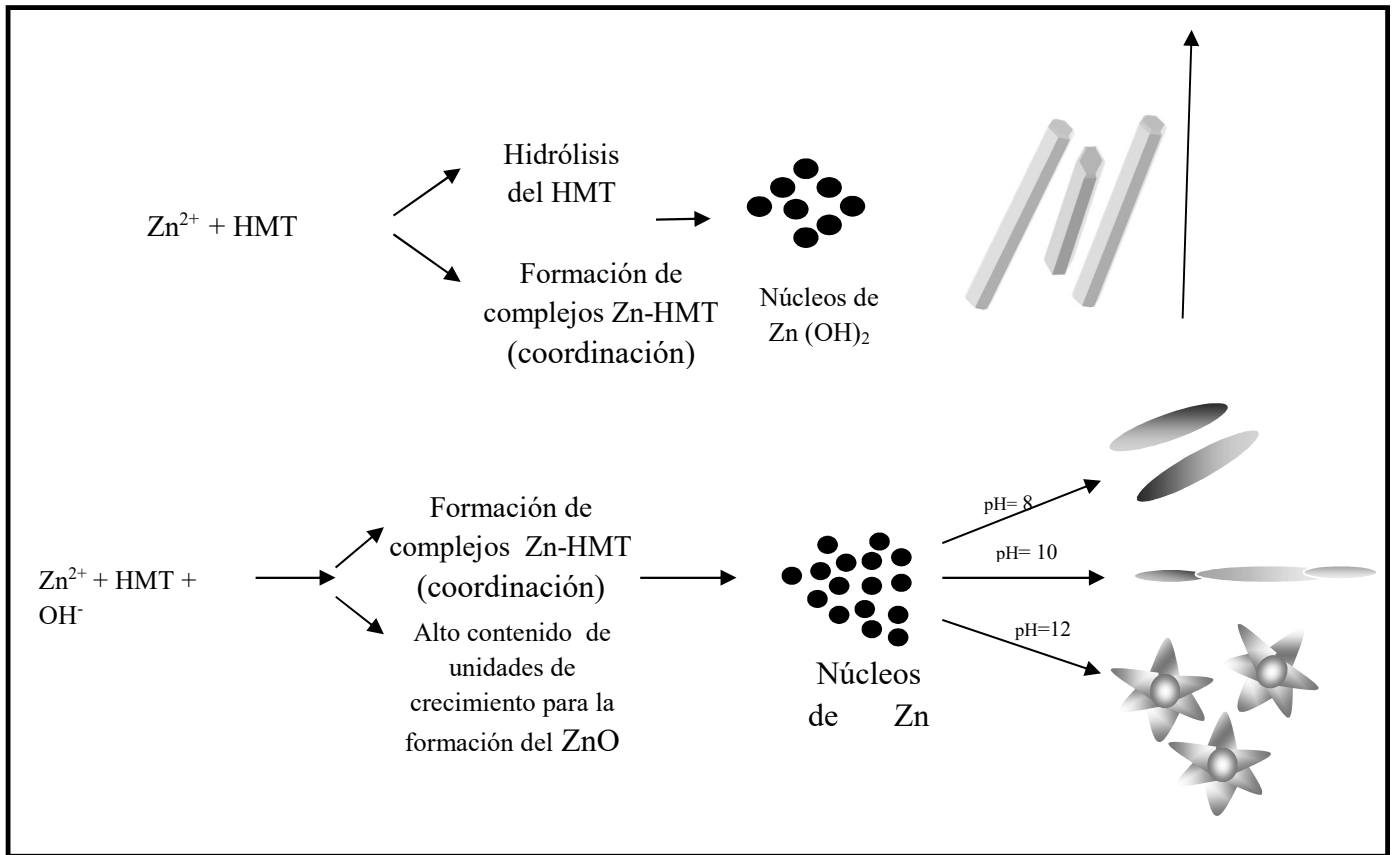 Zn²⁺ + HMT
Hidrólisis
del HMT
Formación de
complejos Zn-HMT
(coordinación)
Núcleos de
Zn (OH)₂
Zn²⁺ + HMT +
OH⁻
Formación de
complejos Zn-HMT
(coordinación)
Alto contenido de
unidades de
crecimiento para la
formación del ZnO
Núcleos
de Zn
pH= 8
pH= 10
pH=12